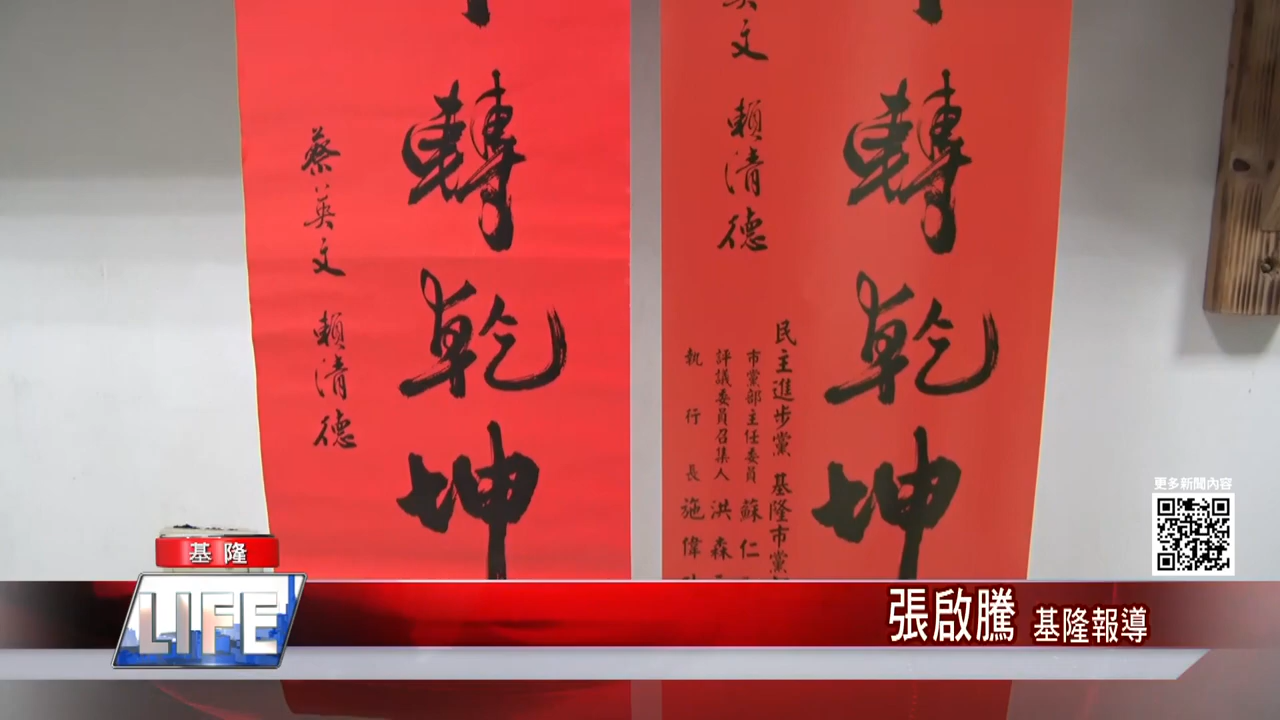 轉乾坤
蔡英文 賴清德
轉乾坤
英文 賴清德
民主進步黨 基隆市黨
市黨部主任委員 蘇仁
評議委員召集人 洪森
執行長 施偉
更多新聞內容
基隆
LIFE
張啟騰 基隆報導